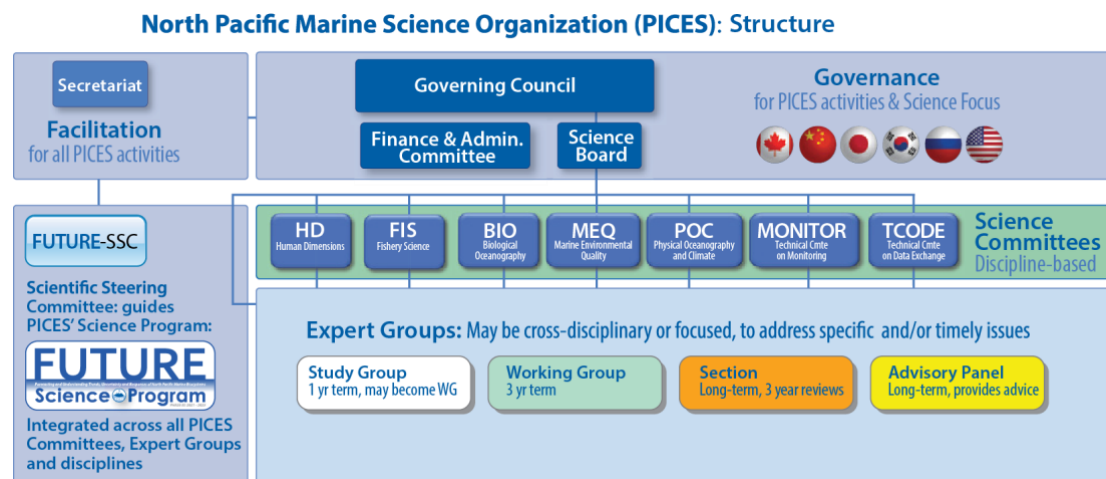 North Pacific Marine Science Organization (PICES): Structure
Secretariat
Facilitation
for all PICES activities
Governing Council
Finance & Admin.
Committee
Science
Board
Governance
for PICES activities & Science Focus
FUTURE-SSC
Scientific Steering
Committee: guides
PICES' Science Program:
FUTURE
Science Program
Integrated across all PICES
Committees, Expert Groups
and disciplines
HD
Human Dimensions
FIS
Fishery Science
BIO
Biological
Oceanography
MEQ
Marine Environmental
Quality
POC
Physical Oceanography
and Climate
MONITOR
Technical Cmte
on Monitoring
TCODE
Technical Cmte
on Data Exchange
Science
Committees
Discipline-based
Expert Groups: May be cross-disciplinary or focused, to address specific and/or timely issues
Study Group
1 yr term, may become WG
Working Group
3 yr term
Section
Long-term, 3 year reviews
Advisory Panel
Long-term, provides advice